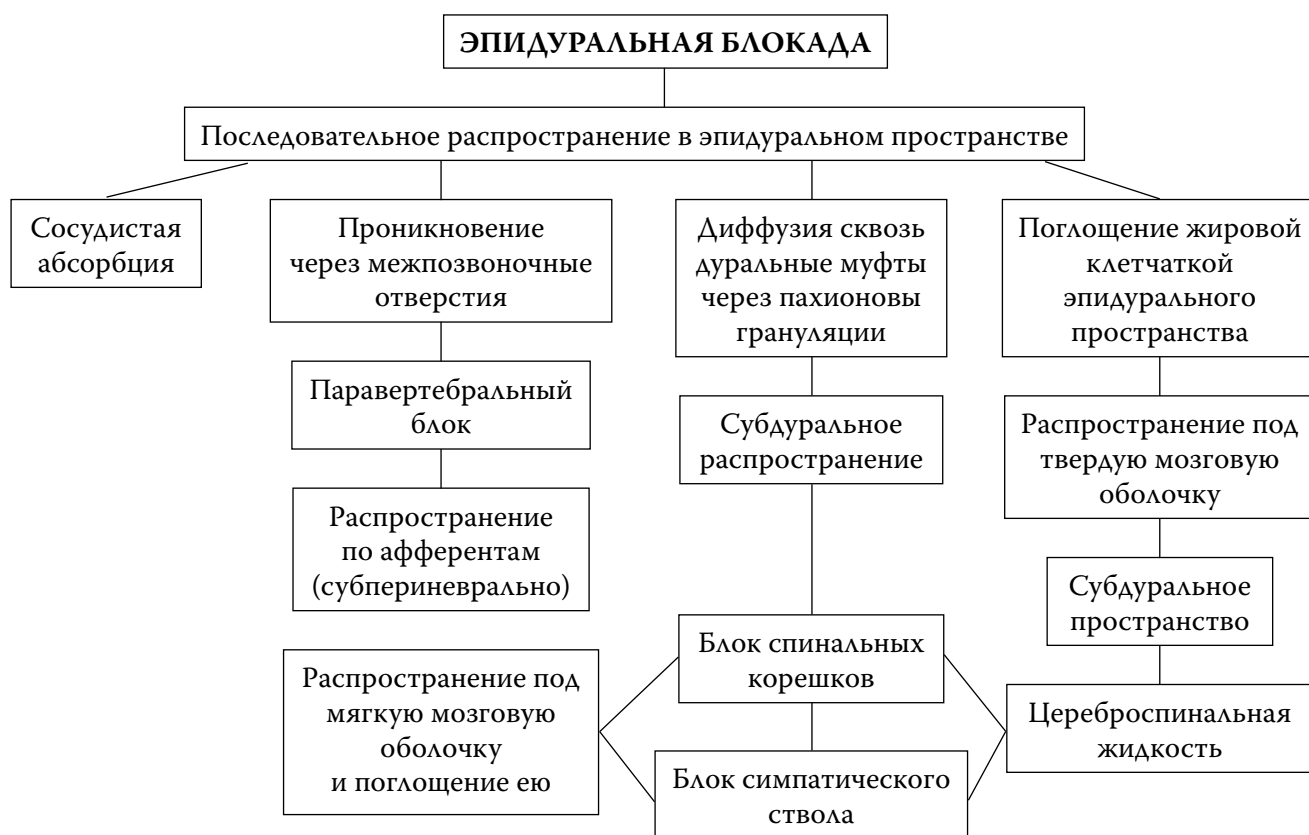 ЭПИДУРАЛЬНАЯ БЛОКАДА
Последовательное распространение в эпидуральном пространстве
Сосудистая
абсорбция
Проникновение
через межпозвоночные
отверстия
Диффузия сквозь
дуральные муфты
через пахионовы
грануляции
Поглощение жировой
клетчаткой
эпидурального
пространства
Паравертебральный
блок
Субдуральное
распространение
Распространение под
твердую мозговую
оболочку
Распространение
по афферентам
(субпериневрально)
Субдуральное
пространство
Распространение под
мягкую мозговую
оболочку
и поглощение ею
Блок спинальных
корешков
Цереброспинальная
жидкость
Блок симпатического
ствола